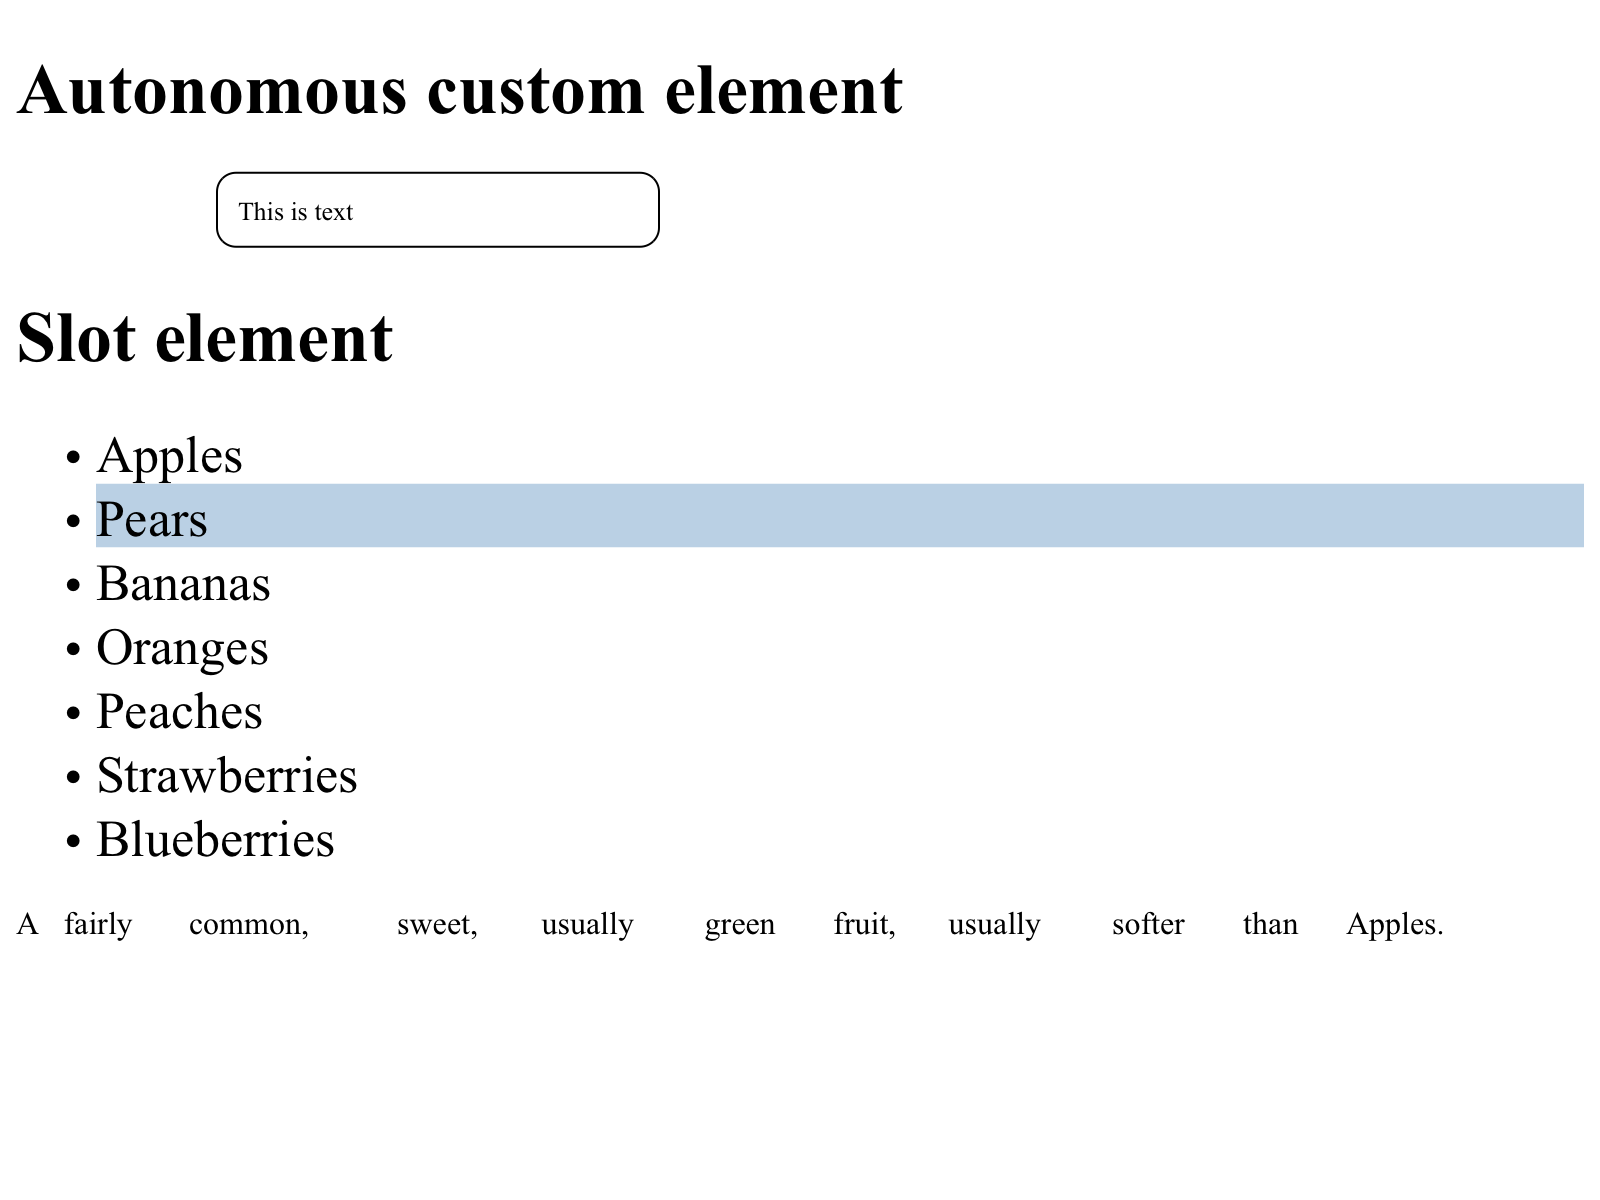 Autonomous custom element
This is text
Slot element
• Apples
• Pears
• Bananas
• Oranges
• Peaches
• Strawberries
• Blueberries
A fairly common, sweet, usually green fruit, usually softer than Apples.